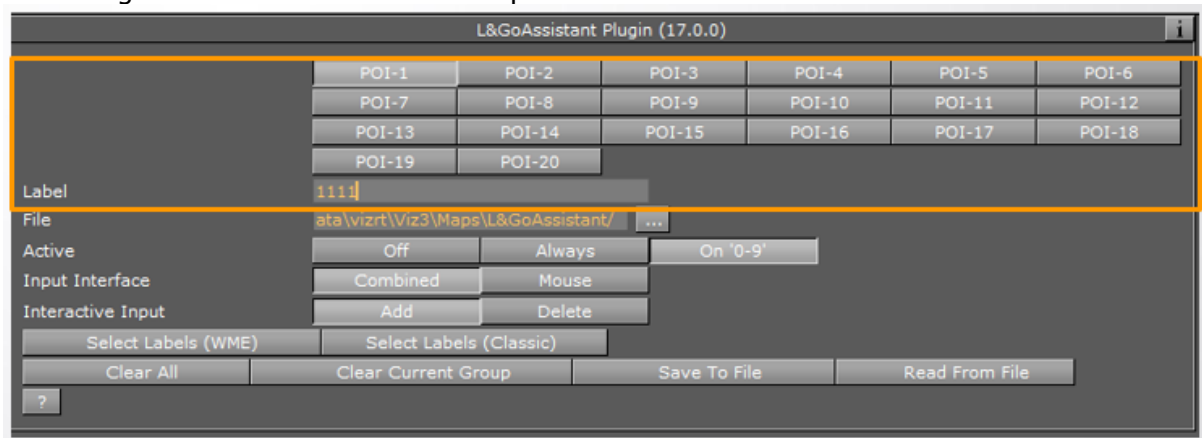 L&GoAssistant Plugin (17.0.0) i
POI-1 POI-2 POI-3 POI-4 POI-5 POI-6
POI-7 POI-8 POI-9 POI-10 POI-11 POI-12
POI-13 POI-14 POI-15 POI-16 POI-17 POI-18
POI-19 POI-20
Label 1111
File ata\vizrt\Viz3\Maps\L&GoAssistant/ ...
Active Off Always On '0-9'
Input Interface Combined Mouse
Interactive Input Add Delete
Select Labels (WME) Select Labels (Classic)
Clear All Clear Current Group Save To File Read From File
?